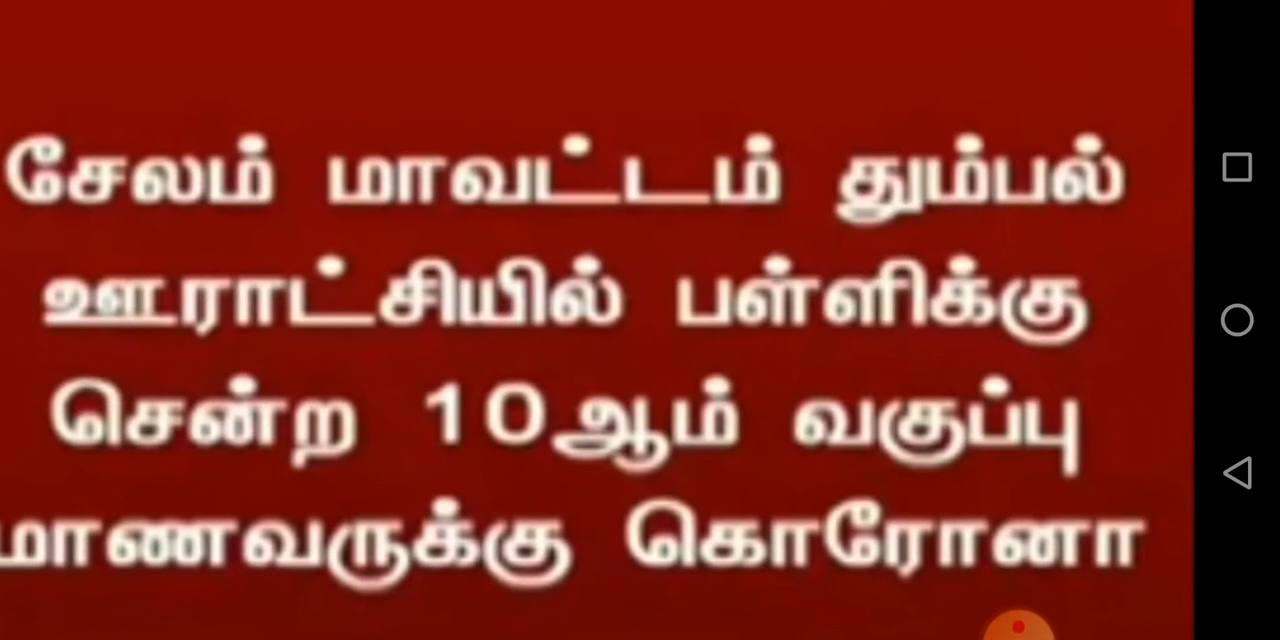 சேலம் மாவட்டம் தும்பல்
ஊராட்சியில் பள்ளிக்கு
சென்ற 10ஆம் வகுப்பு
மாணவருக்கு கொரோனா